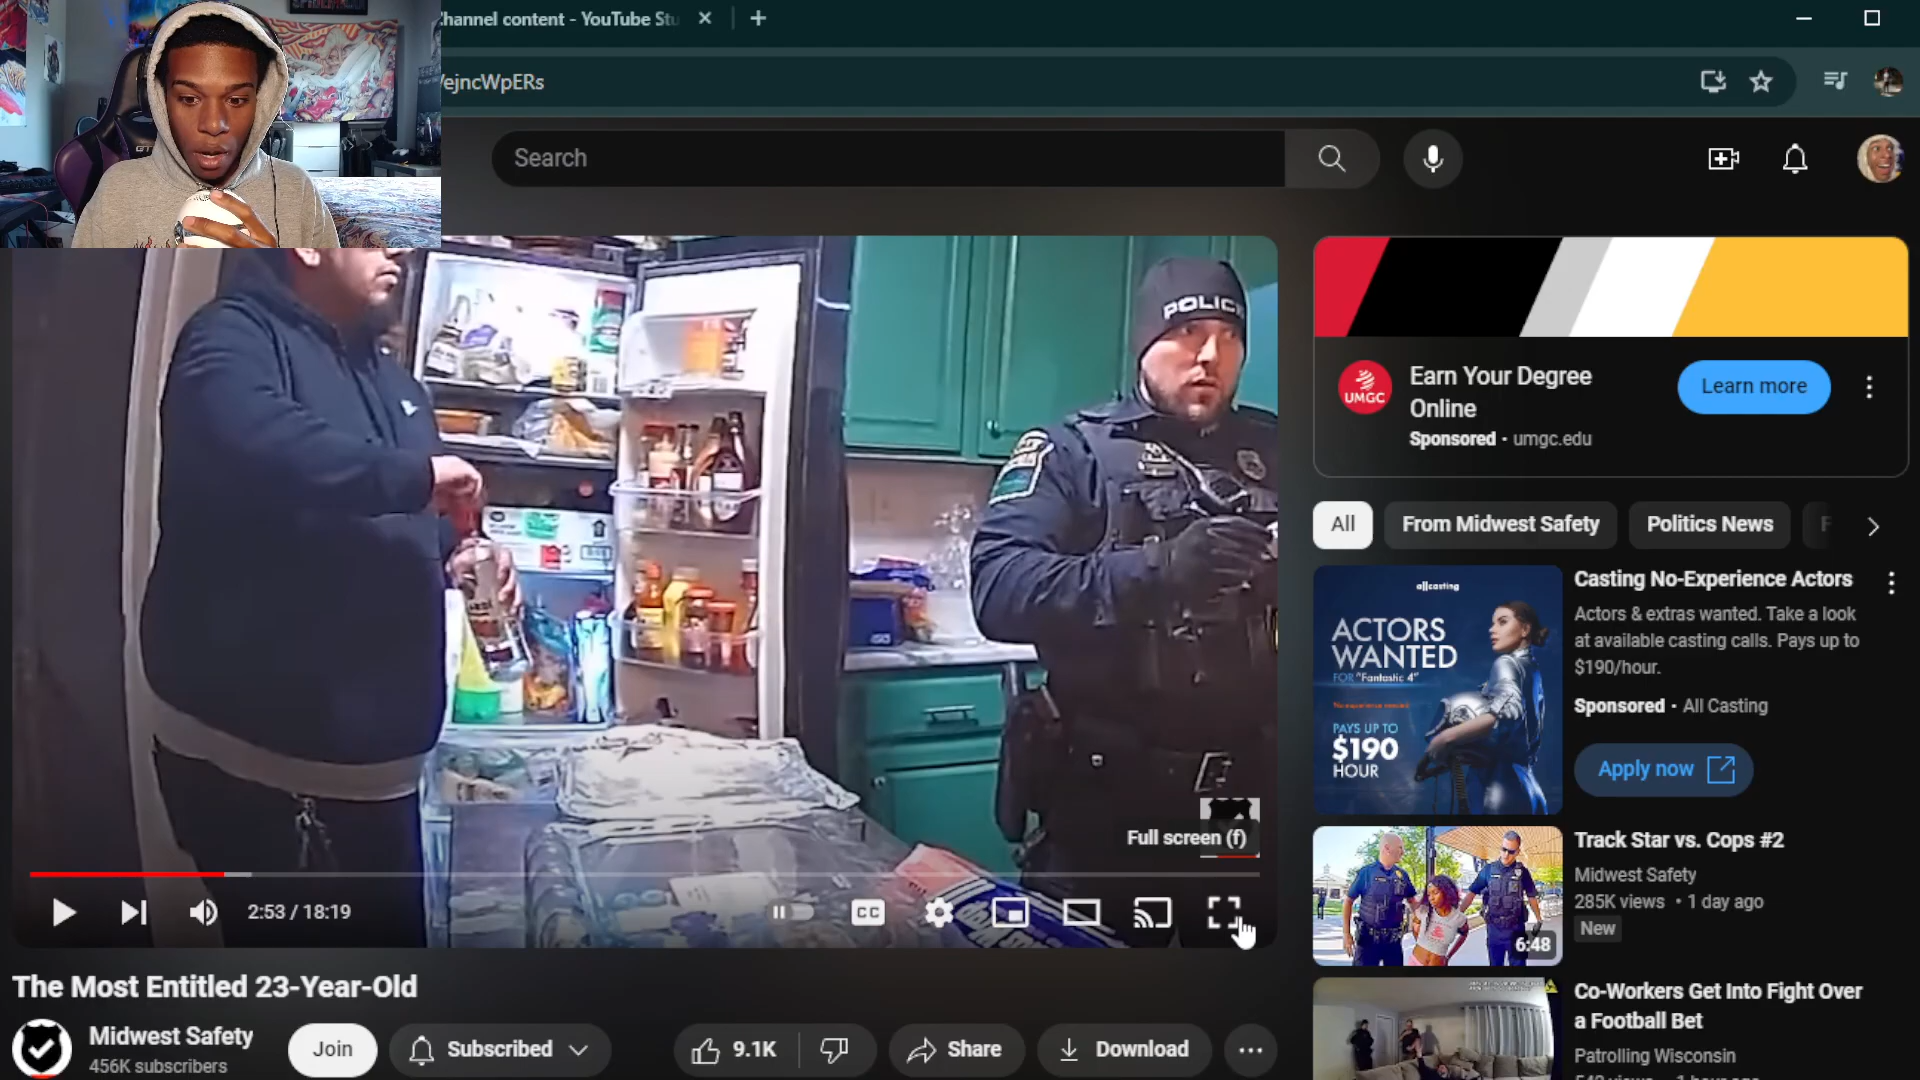 Channel content - YouTube Stu
/ejncWpERs
Search
POLICE
Full screen (f)
2:53 / 18:19
CC
The Most Entitled 23-Year-Old
Midwest Safety
456K subscribers
Join
Subscribed
9.1K
Share
Download
UMGC
Earn Your Degree
Online
Sponsored · umgc.edu
Learn more
All
From Midwest Safety
Politics News
F
allcasting
ACTORS
WANTED
FOR "Fantastic 4"
PAYS UP TO
$190
HOUR
Casting No-Experience Actors
Actors & extras wanted. Take a look
at available casting calls. Pays up to
$190/hour.
Sponsored · All Casting
Apply now
6:48
Track Star vs. Cops #2
Midwest Safety
285K views · 1 day ago
New
Co-Workers Get Into Fight Over
a Football Bet
Patrolling Wisconsin